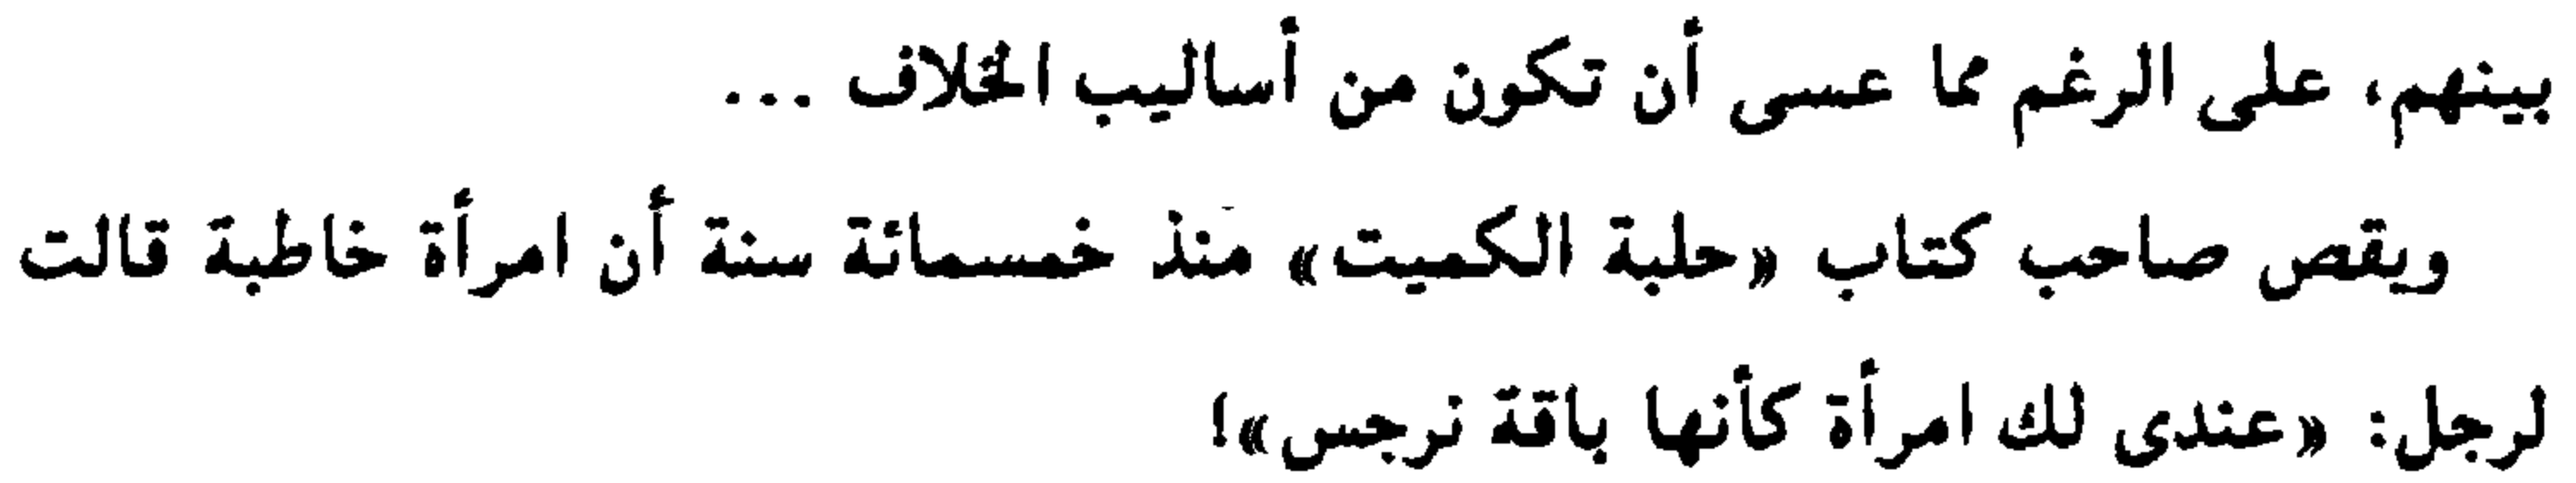 بينهم، على الرغم مما عسى أن تكون من أساليب الخلاف ...
ويقص صاحب كتاب «حلبة الكميت» منذ خمسمائة سنة أن امرأة خاطبة قالت
لرجل: «عندى لك امرأة كأنها باقة نرجس»!